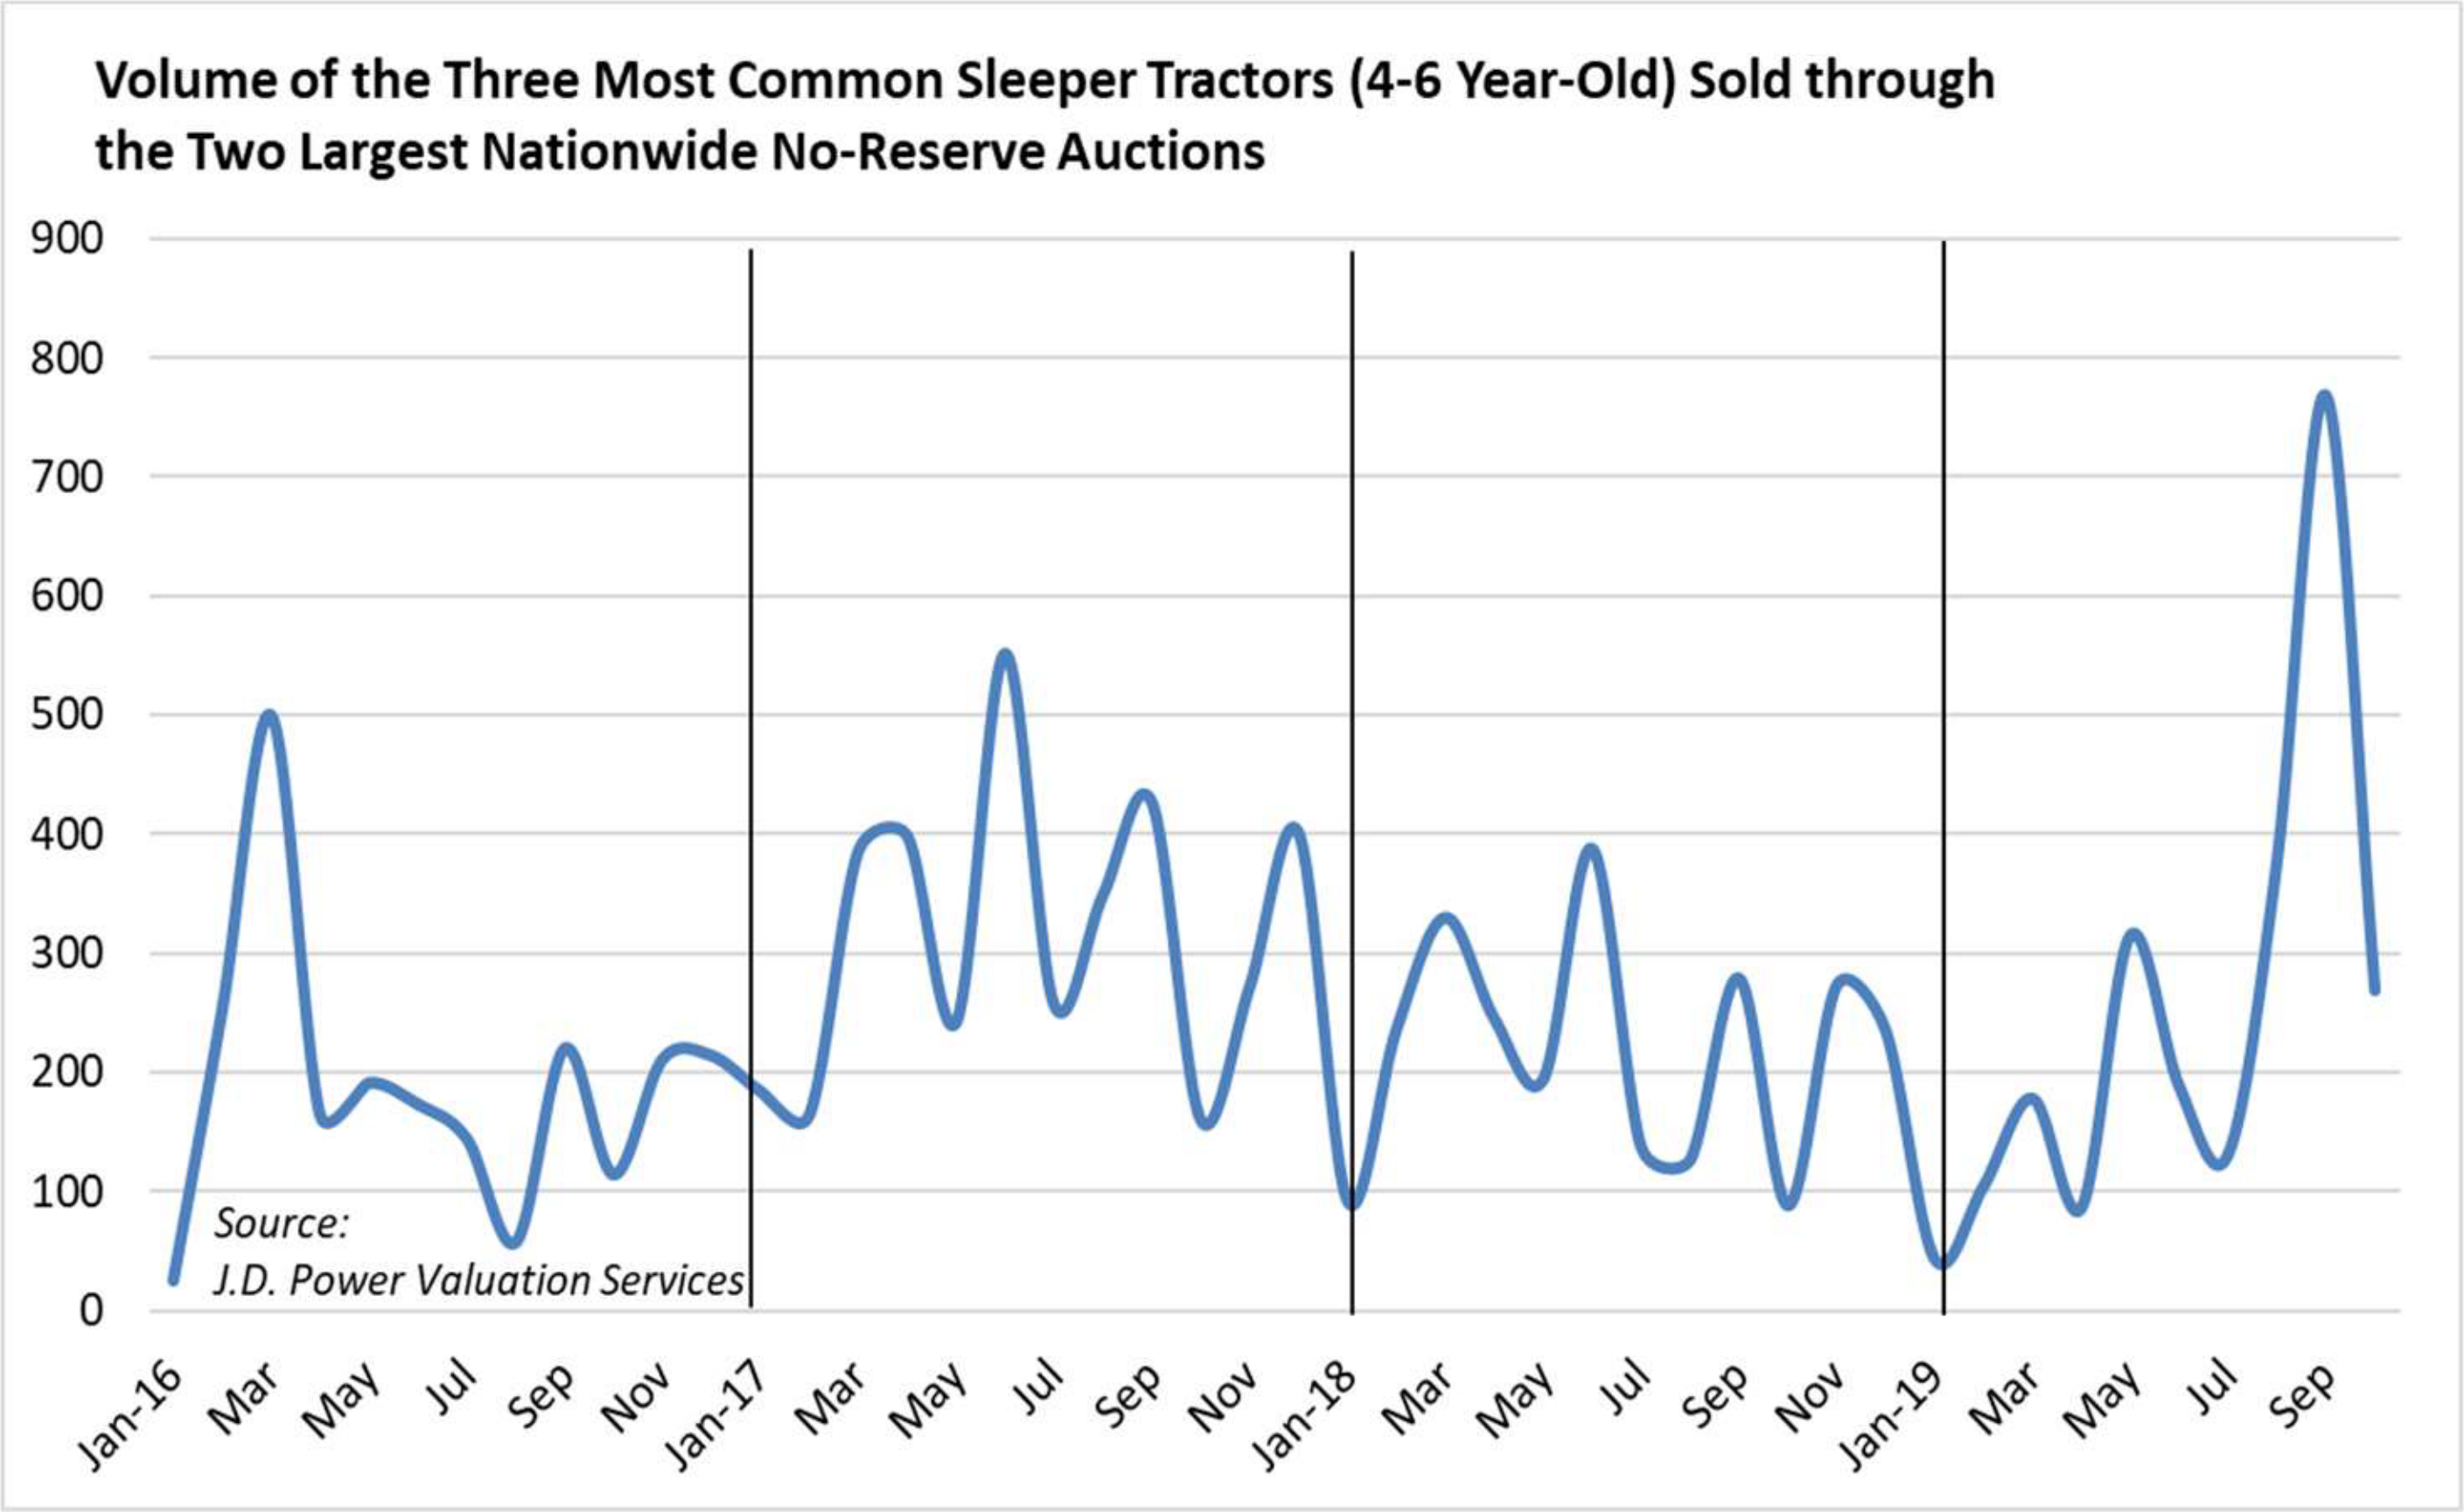 Volume of the Three Most Common Sleeper Tractors (4-6 Year-Old) Sold through
the Two Largest Nationwide No-Reserve Auctions
900
800
700
600
500
400
300
200
100
0
Source:
J.D. Power Valuation Services
Jan-16
Mar
May
Jul
Sep
Nov
Jan-17
Mar
May
Jul
Sep
Nov
Jan-18
Mar
May
Jul
Sep
Nov
Jan-19
Mar
May
Jul
Sep